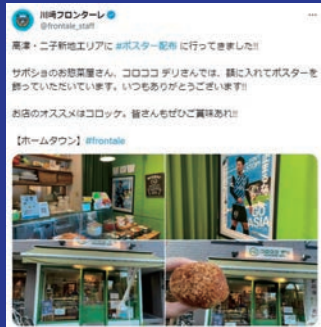 川崎フロンターレ
@frontale_staff
高津・二子新地エリアに #ポスター配布 に行ってきました!!
サポショのお惣菜屋さん、コロココ デリさんでは、額に入れてポスターを
飾っていただいています。いつもありがとうございます!!
お店のオススメはコロッケ。皆さんもぜひご賞味あれ!!
【ホームタウン】#frontale
GO
ASIA